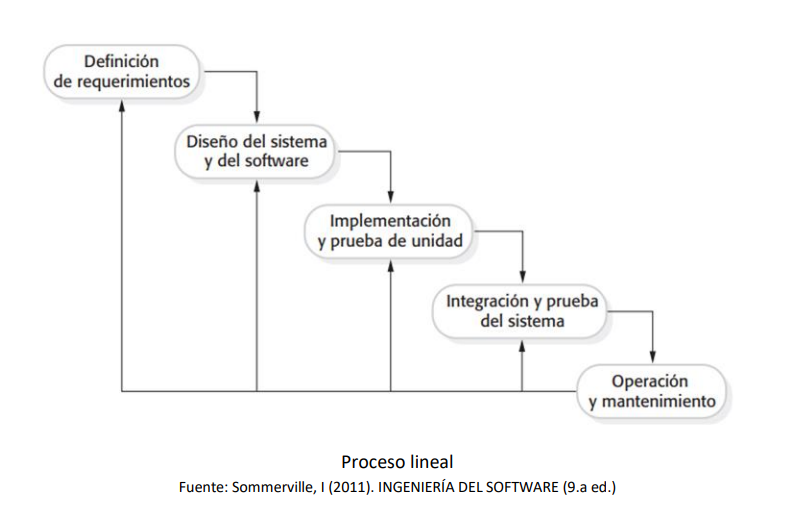 Definición
de requerimientos
Diseño del sistema
y del software
Implementación
y prueba de unidad
Integración y prueba
del sistema
Operación
y mantenimiento
Proceso lineal
Fuente: Sommerville, I (2011). INGENIERÍA DEL SOFTWARE (9.a ed.)